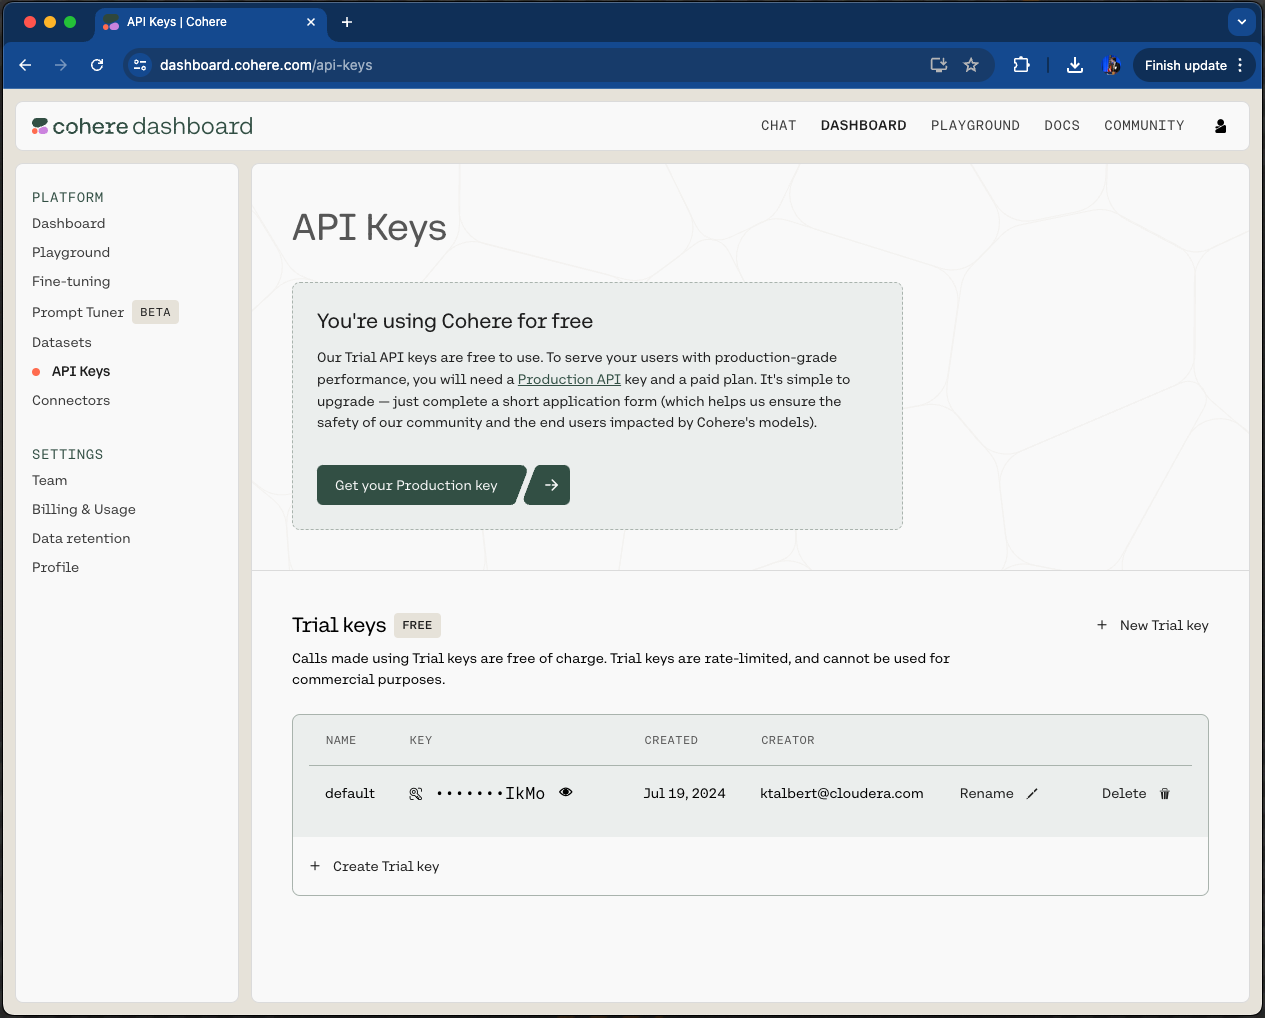 API Keys | Cohere
dashboard.cohere.com/api-keys
Finish update
cohere dashboard
CHAT DASHBOARD PLAYGROUND DOCS COMMUNITY
PLATFORM
Dashboard
Playground
Fine-tuning
Prompt Tuner BETA
Datasets
API Keys
Connectors
SETTINGS
Team
Billing & Usage
Data retention
Profile
API Keys
You're using Cohere for free
Our Trial API keys are free to use. To serve your users with production-grade
performance, you will need a Production API key and a paid plan. It's simple to
upgrade — just complete a short application form (which helps us ensure the
safety of our community and the end users impacted by Cohere's models).
Get your Production key
Trial keys FREE
+ New Trial key
Calls made using Trial keys are free of charge. Trial keys are rate-limited, and cannot be used for
commercial purposes.
NAME KEY CREATED CREATOR
default •••••••IkMo Jul 19, 2024 ktalbert@cloudera.com Rename Delete
+ Create Trial key